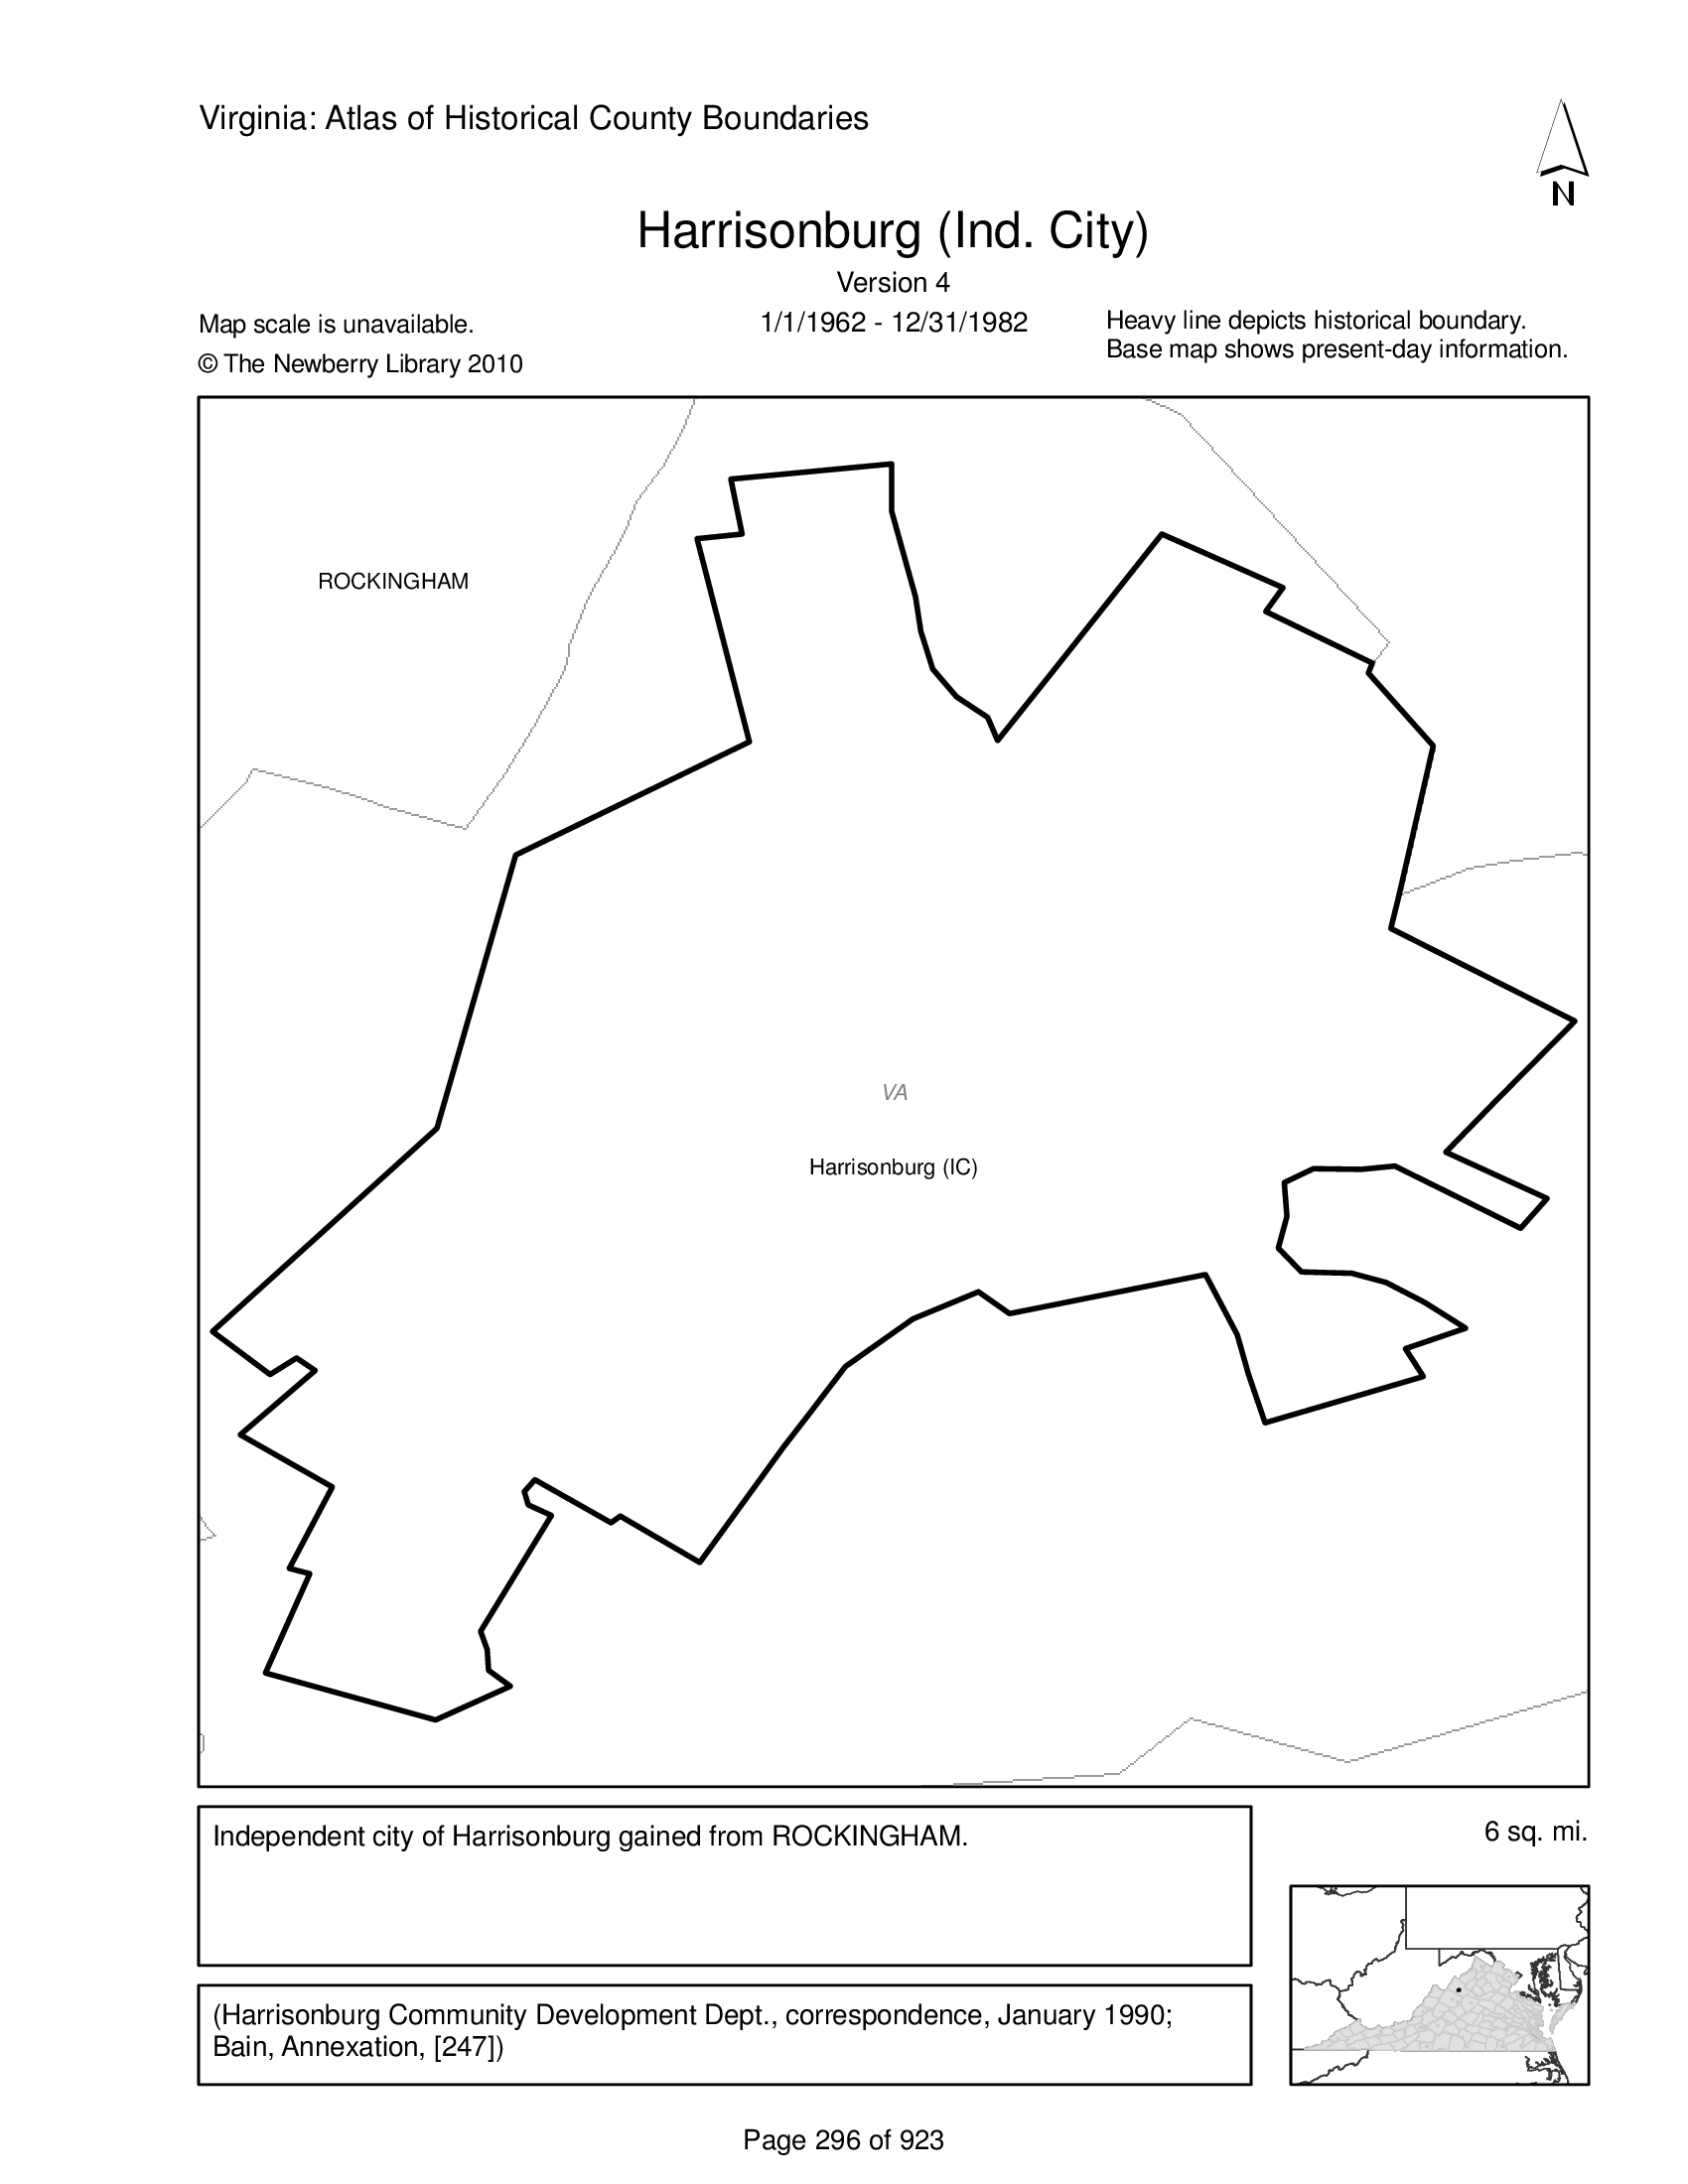 Virginia: Atlas of Historical County Boundaries
N
Harrisonburg (Ind. City)
Version 4
Map scale is unavailable.
1/1/1962 - 12/31/1982
Heavy line depicts historical boundary.
© The Newberry Library 2010
Base map shows present-day information.
ROCKINGHAM
VA
Harrisonburg (IC)
Independent city of Harrisonburg gained from ROCKINGHAM.
6 sq. mi.
(Harrisonburg Community Development Dept., correspondence, January 1990;
Bain, Annexation, [247])
Page 296 of 923